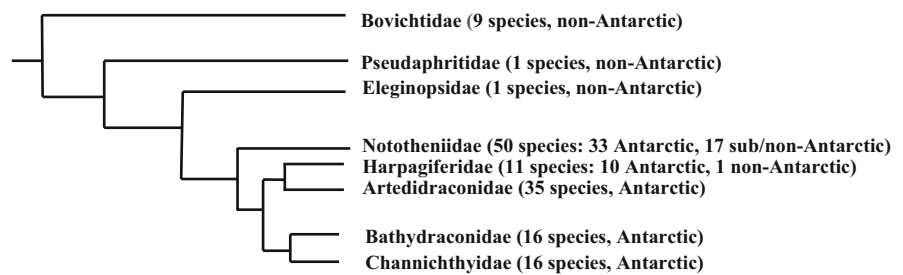 Bovichtidae (9 species, non-Antarctic)
Pseudaphritidae (1 species, non-Antarctic)
Eleginopsidae (1 species, non-Antarctic)
Nototheniidae (50 species: 33 Antarctic, 17 sub/non-Antarctic)
Harpagiferidae (11 species: 10 Antarctic, 1 non-Antarctic)
Artedidraconidae (35 species, Antarctic)
Bathydraconidae (16 species, Antarctic)
Channichthyidae (16 species, Antarctic)